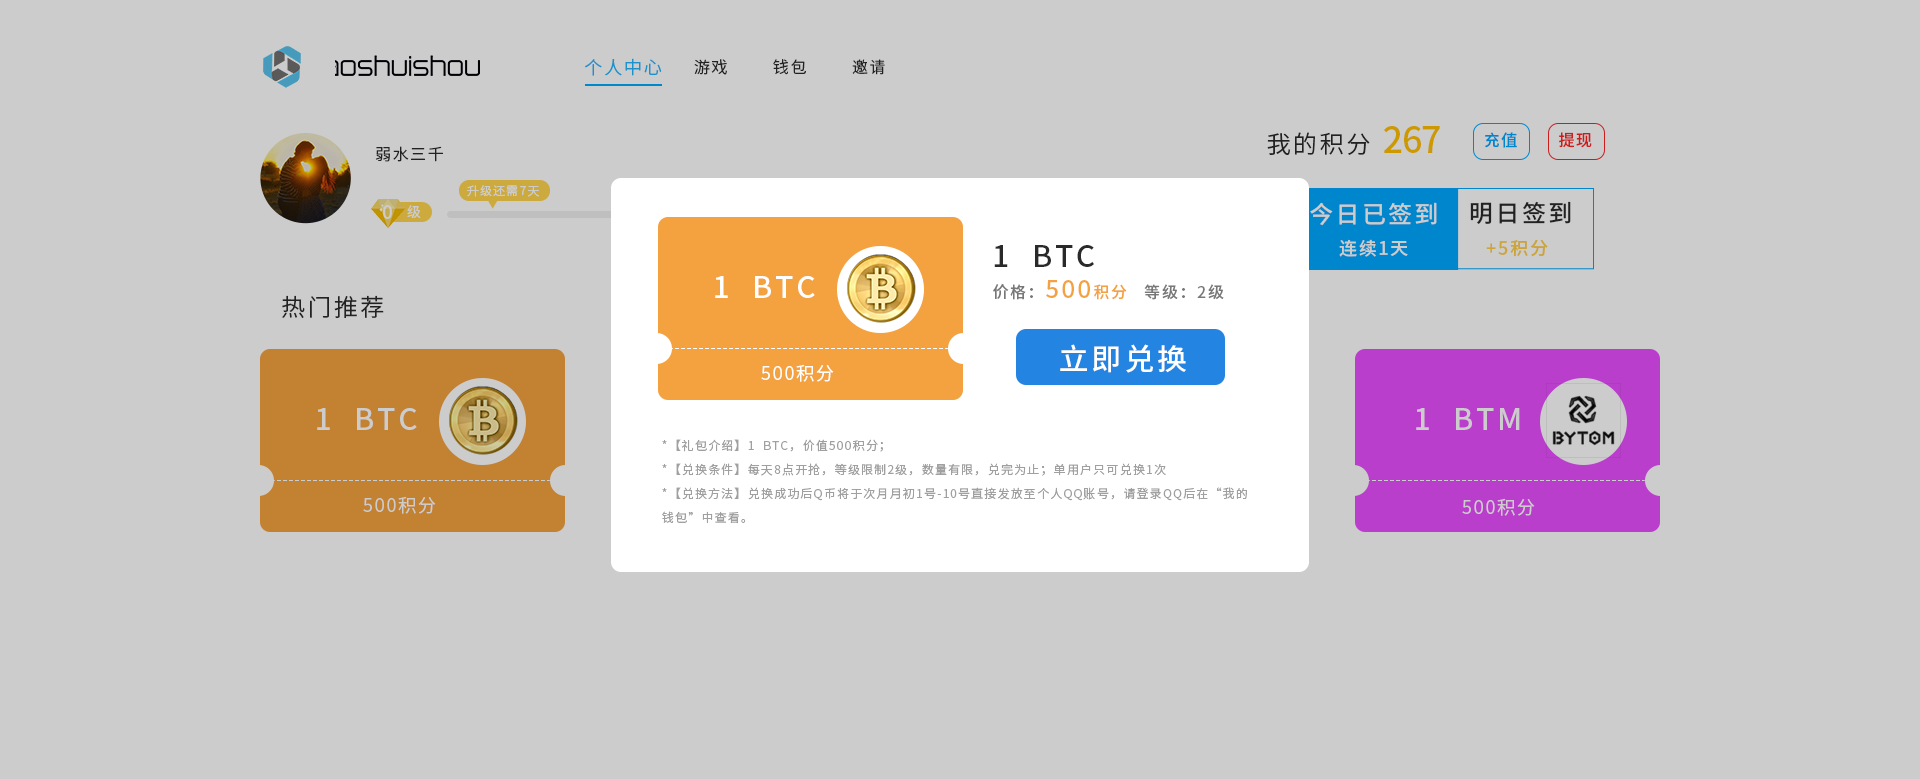 aoshuishou
个人中心 游戏 钱包 邀请
弱水三千
我的积分 267 充值 提现
升级还需7天
0 级
今日已签到 明日签到
连续1天 +5积分
热门推荐
1 BTC
500积分
1 BTC
500积分
1 BTC
价格：500积分 等级：2级
立即兑换
*【礼包介绍】1 BTC，价值500积分；
*【兑换条件】每天8点开抢，等级限制2级，数量有限，兑完为止；单用户只可兑换1次
*【兑换方法】兑换成功后Q币将于次月月初1号-10号直接发放至个人QQ账号，请登录QQ后在“我的
钱包”中查看。
1 BTM
BYTOM
500积分